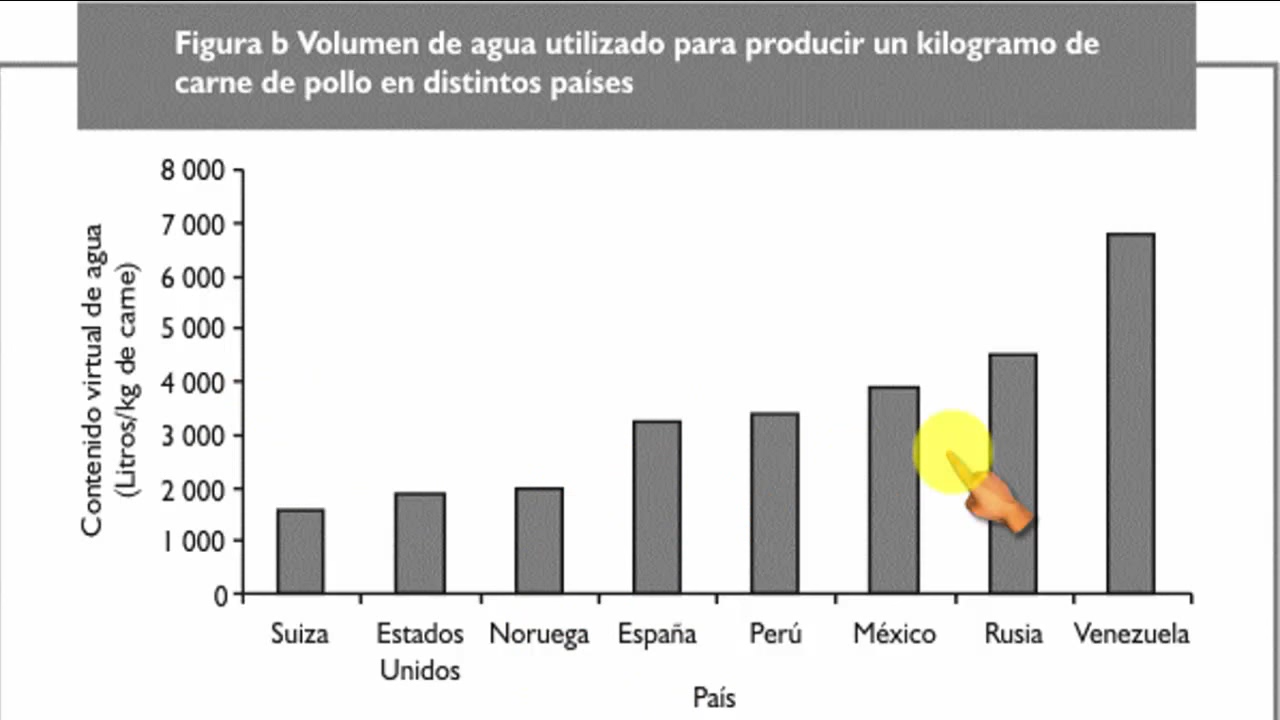 Figura b Volumen de agua utilizado para producir un kilogramo de
carne de pollo en distintos países
Contenido virtual de agua
(Litros/kg de carne)
8 000
7 000
6 000
5 000
4 000
3 000
2 000
1 000
0
Suiza
Estados
Unidos
Noruega
España
Perú
México
Rusia
Venezuela
País